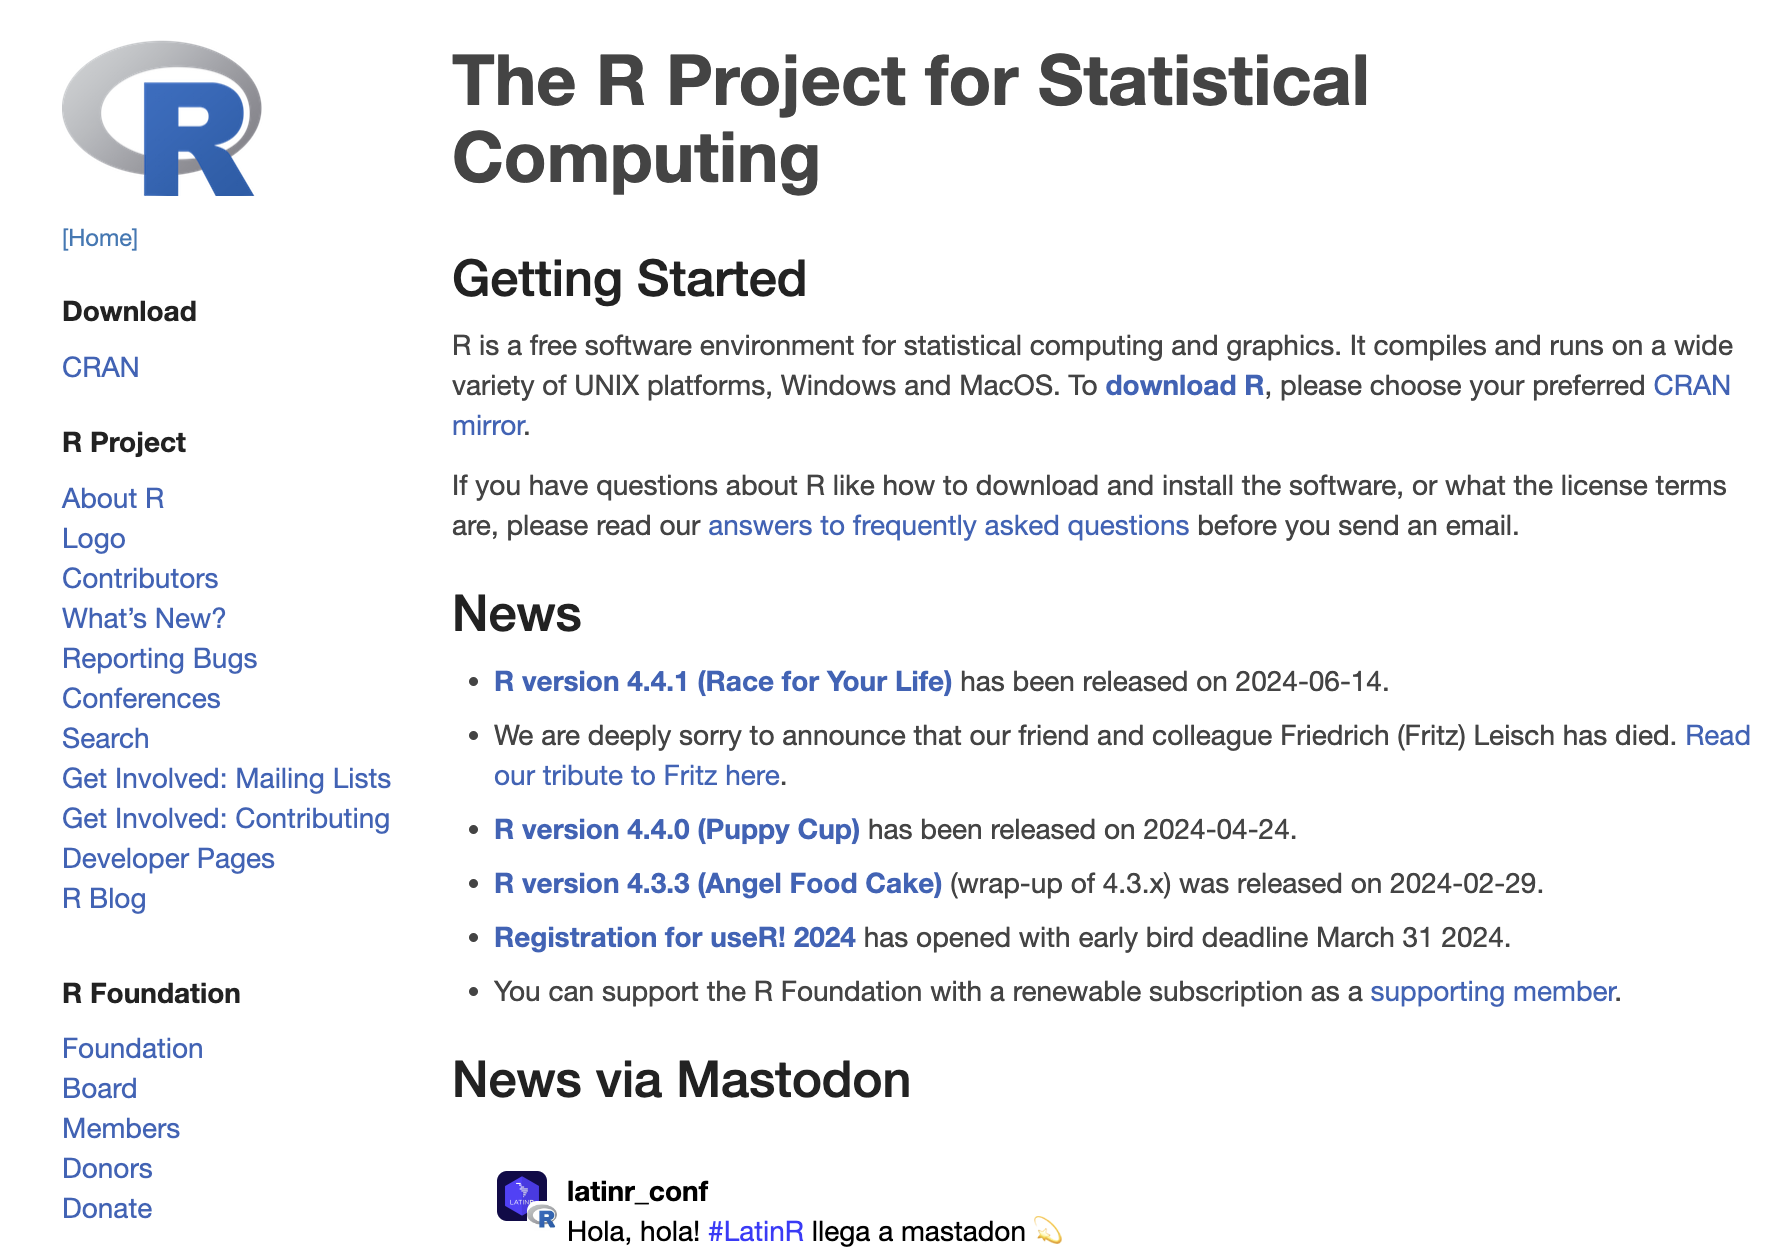 R
[Home]
Download
CRAN
R Project
About R
Logo
Contributors
What’s New?
Reporting Bugs
Conferences
Search
Get Involved: Mailing Lists
Get Involved: Contributing
Developer Pages
R Blog
R Foundation
Foundation
Board
Members
Donors
Donate
The R Project for Statistical
Computing
Getting Started
R is a free software environment for statistical computing and graphics. It compiles and runs on a wide
variety of UNIX platforms, Windows and MacOS. To download R, please choose your preferred CRAN
mirror.
If you have questions about R like how to download and install the software, or what the license terms
are, please read our answers to frequently asked questions before you send an email.
News
• R version 4.4.1 (Race for Your Life) has been released on 2024-06-14.
• We are deeply sorry to announce that our friend and colleague Friedrich (Fritz) Leisch has died. Read
our tribute to Fritz here.
• R version 4.4.0 (Puppy Cup) has been released on 2024-04-24.
• R version 4.3.3 (Angel Food Cake) (wrap-up of 4.3.x) was released on 2024-02-29.
• Registration for useR! 2024 has opened with early bird deadline March 31 2024.
• You can support the R Foundation with a renewable subscription as a supporting member.
News via Mastodon
LATINR
R
latinr_conf
Hola, hola! #LatinR llega a mastadon 💫